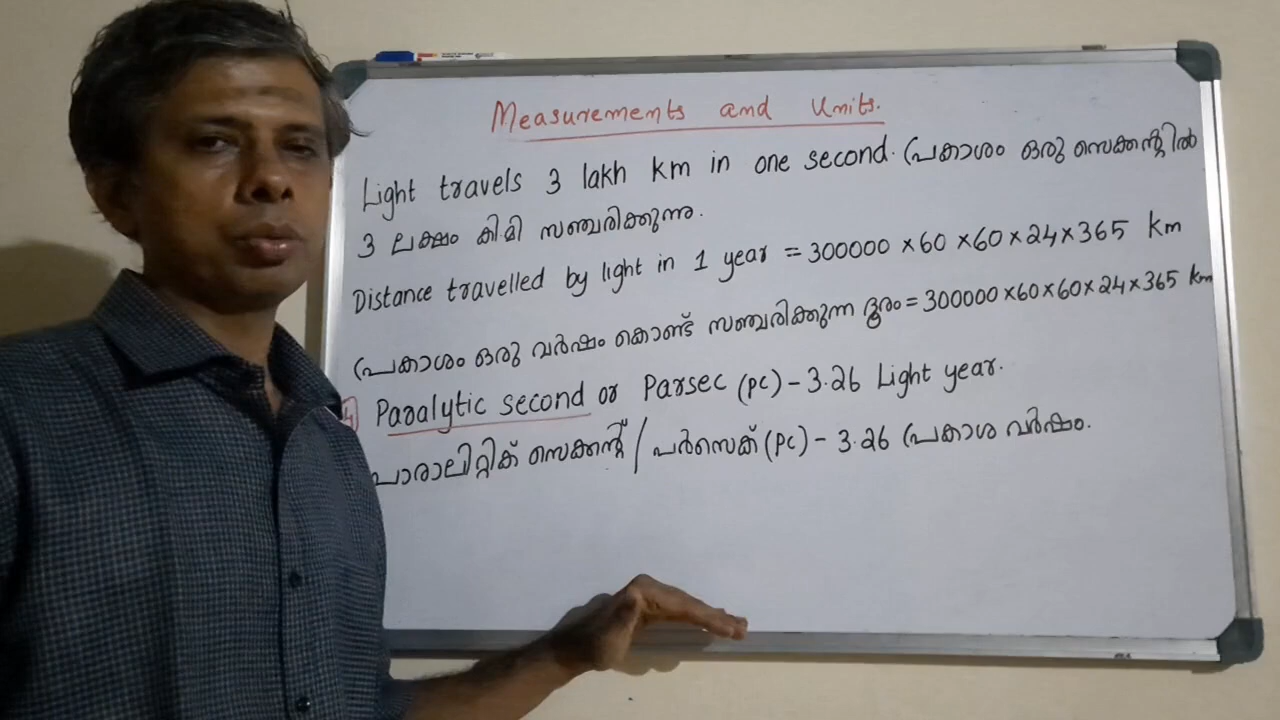 Measurements and Units.
Light travels 3 lakh km in one second. (പ്രകാശം ഒരു സെക്കന്റിൽ
3 ലക്ഷം കി.മി സഞ്ചരിക്കുന്നു.
Distance travelled by light in 1 year = 300000 × 60 × 60 × 24 × 365 km
(പ്രകാശം ഒരു വർഷം കൊണ്ട് സഞ്ചരിക്കുന്ന ദൂരം = 300000 × 60 × 60 × 24 × 365 km
Paralytic second or Parsec (pc) – 3.26 Light year.
പാരാലിറ്റിക് സെക്കന്റ് / പർസെക് (pc) – 3.26 പ്രകാശ വർഷം.